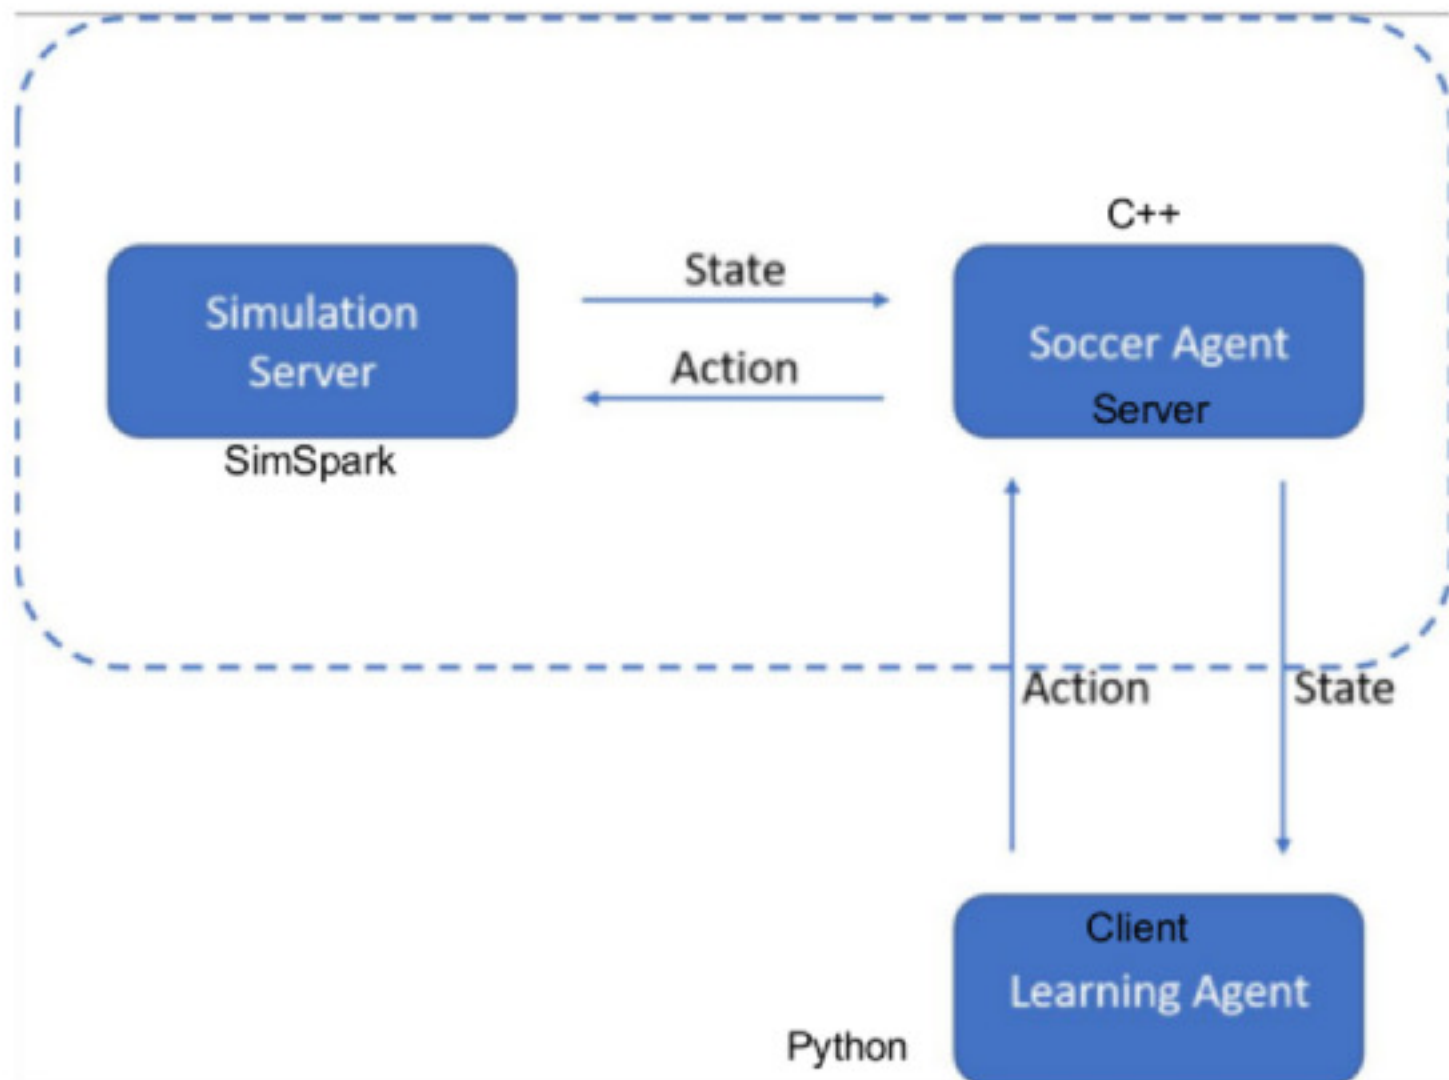 C++
Simulation
Server
SimSpark
State
Action
Soccer Agent
Server
Action
State
Client
Learning Agent
Python